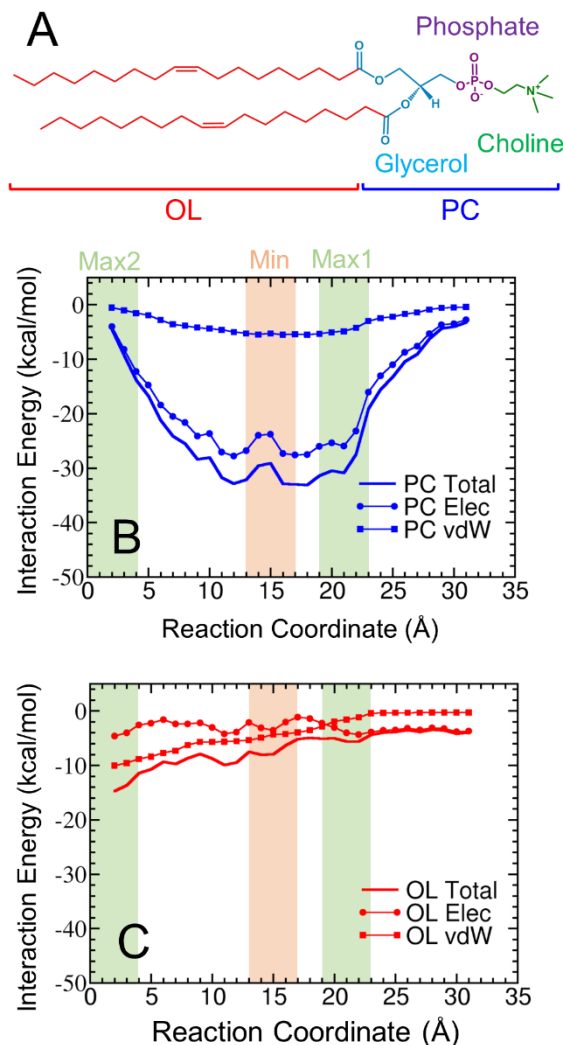 A
Phosphate
O
O
O
O
P
O
O-
N+
O
H
O
Choline
Glycerol
OL
PC
Max2
Min
Max1
Interaction Energy (kcal/mol)
0
-10
-20
-30
-40
-50
B
PC Total
PC Elec
PC vdW
0 5 10 15 20 25 30 35
Reaction Coordinate (Å)
Interaction Energy (kcal/mol)
0
-10
-20
-30
-40
-50
C
OL Total
OL Elec
OL vdW
0 5 10 15 20 25 30 35
Reaction Coordinate (Å)